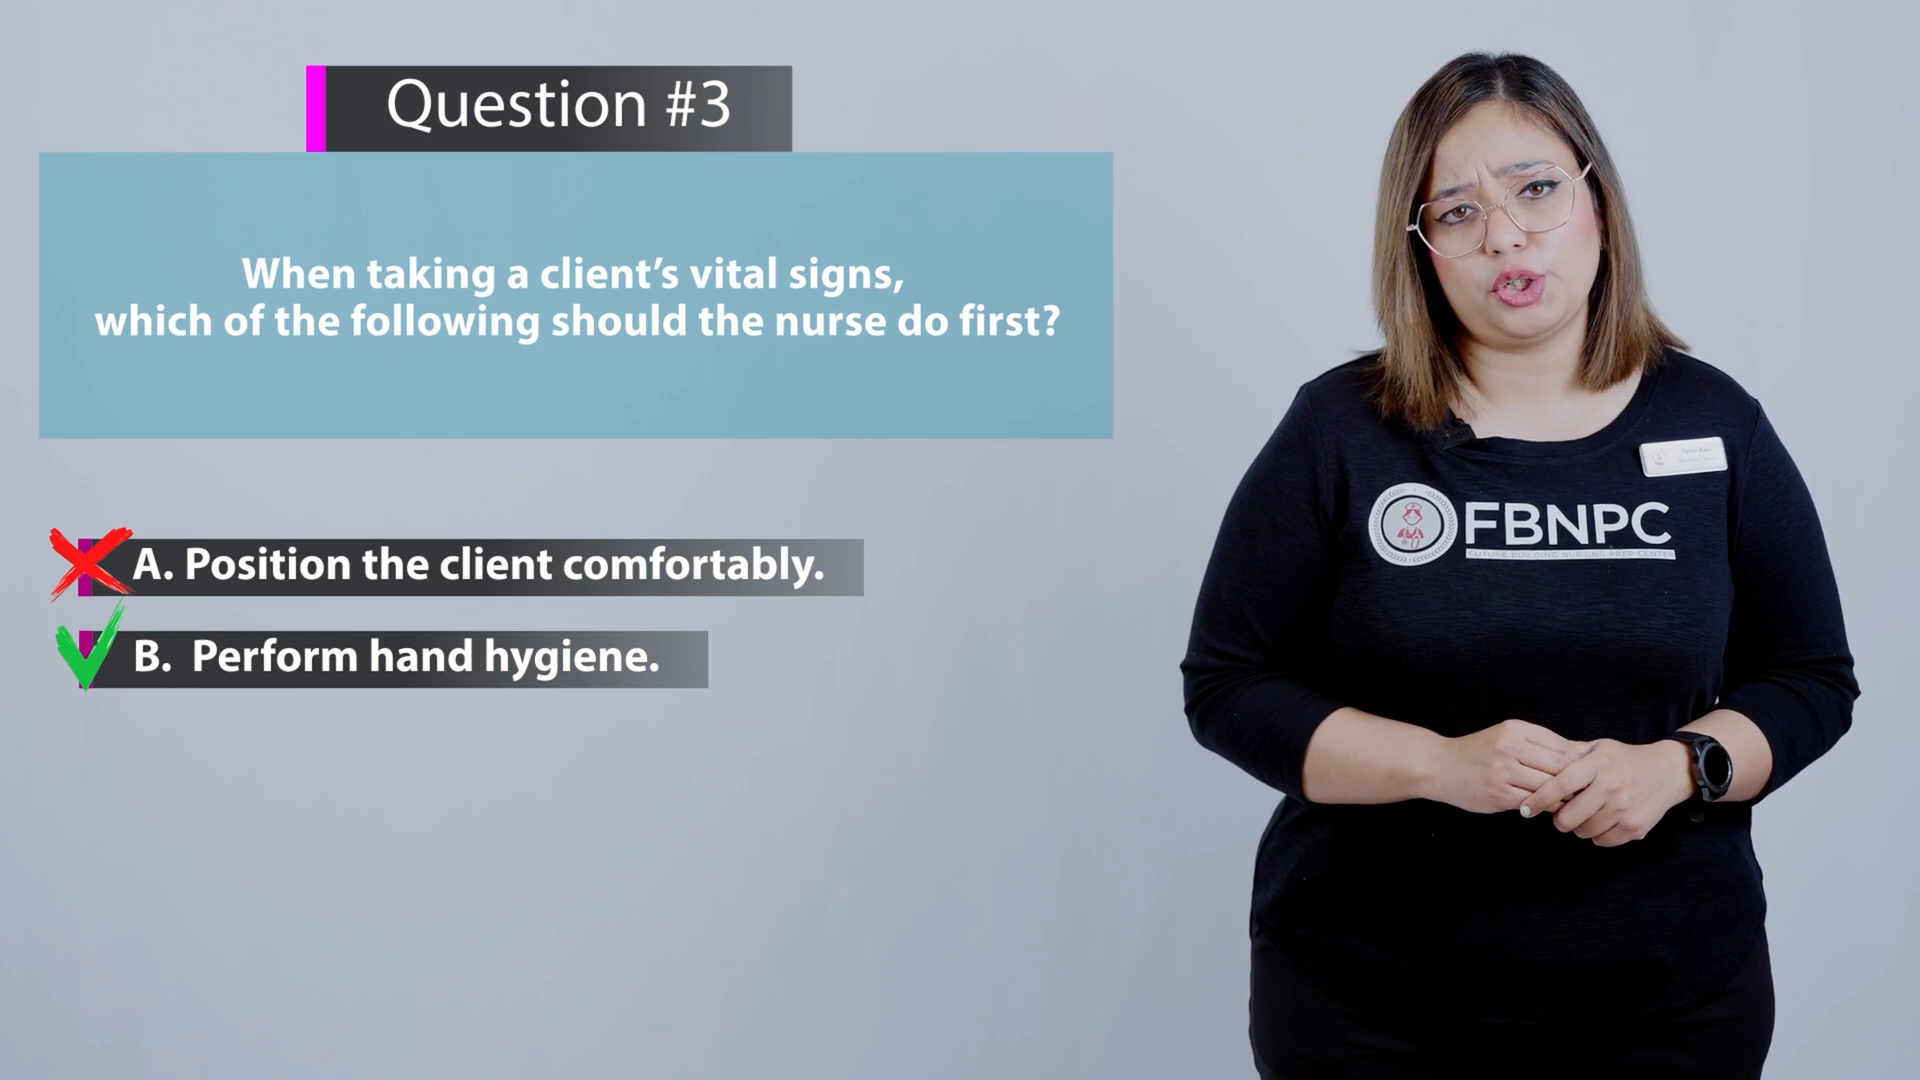 Question #3
When taking a client’s vital signs,
which of the following should the nurse do first?
A. Position the client comfortably.
B. Perform hand hygiene.
FBNPC
FUTURE BUILDING NURSING PREP CENTER